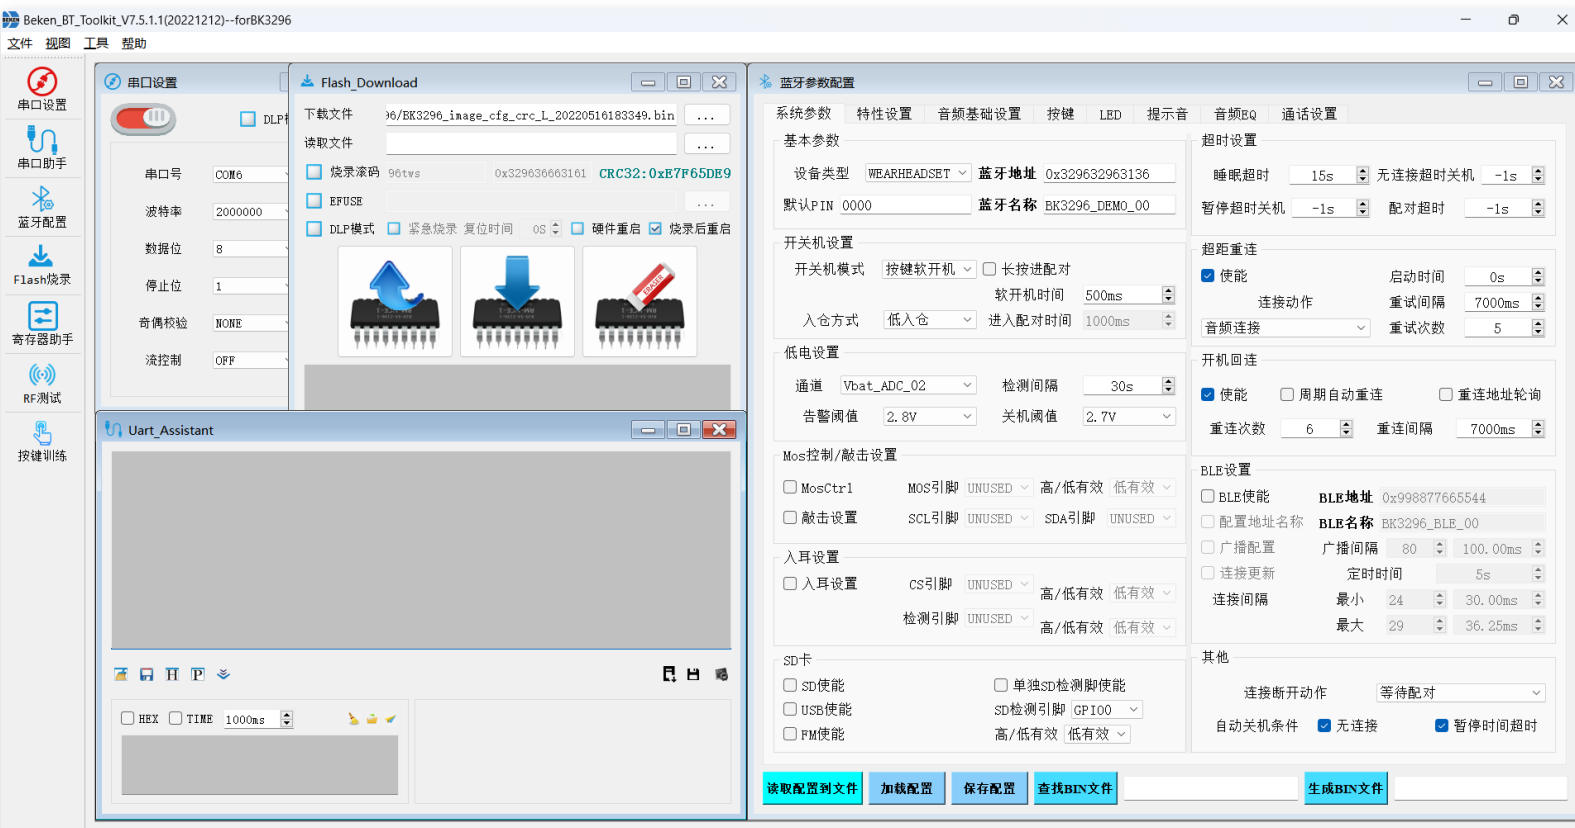 Beken_BT_Toolkit_V7.5.1.1(20221212)--forBK3296
文件 视图 工具 帮助
串口设置
串口助手
蓝牙配置
Flash烧录
寄存器助手
RF测试
按键训练
串口设置
串口号 COM6
波特率 2000000
数据位 8
停止位 1
奇偶校验 NONE
流控制 OFF
Flash_Download
下载文件 /BK3296_image_cfg_crc_L_20220516183349.bin ...
读取文件 ...
烧录滚码 96tws 0x329636663161 CRC32:0xE7F65DE9
EFUSE ...
DLP模式 紧急烧录 复位时间 0S 硬件重启 烧录后重启
ERASER
Uart_Assistant
H P
HEX TIME 1000ms
蓝牙参数配置
系统参数 特性设置 音频基础设置 按键 LED 提示音 音频EQ 通话设置
基本参数
设备类型 WEARHEADSET 蓝牙地址 0x329632963136
默认PIN 0000 蓝牙名称 BK3296_DEMO_00
开关机设置
开关机模式 按键软开机 长按进配对
软开机时间 500ms
入仓方式 低入仓 进入配对时间 1000ms
低电设置
通道 Vbat_ADC_02 检测间隔 30s
告警阈值 2.8V 关机阈值 2.7V
Mos控制/敲击设置
MosCtrl MOS引脚 UNUSED 高/低有效 低有效
敲击设置 SCL引脚 UNUSED SDA引脚 UNUSED
入耳设置
入耳设置 CS引脚 UNUSED 高/低有效 低有效
检测引脚 UNUSED 高/低有效 低有效
SD卡
SD使能 单独SD检测脚使能
USB使能 SD检测引脚 GPIO0
FM使能 高/低有效 低有效
超时设置
睡眠超时 15s 无连接超时关机 -1s
暂停超时关机 -1s 配对超时 -1s
超距重连
使能 启动时间 0s
连接动作 重试间隔 7000ms
音频连接 重试次数 5
开机回连
使能 周期自动重连 重连地址轮询
重连次数 6 重连间隔 7000ms
BLE设置
BLE使能 BLE地址 0x998877665544
配置地址名称 BLE名称 BK3296_BLE_00
广播配置 广播间隔 80 100.00ms
连接更新 定时时间 5s
连接间隔 最小 24 30.00ms
最大 29 36.25ms
其他
连接断开动作 等待配对
自动关机条件 无连接 暂停时间超时
读取配置到文件 加载配置 保存配置 查找BIN文件 生成BIN文件